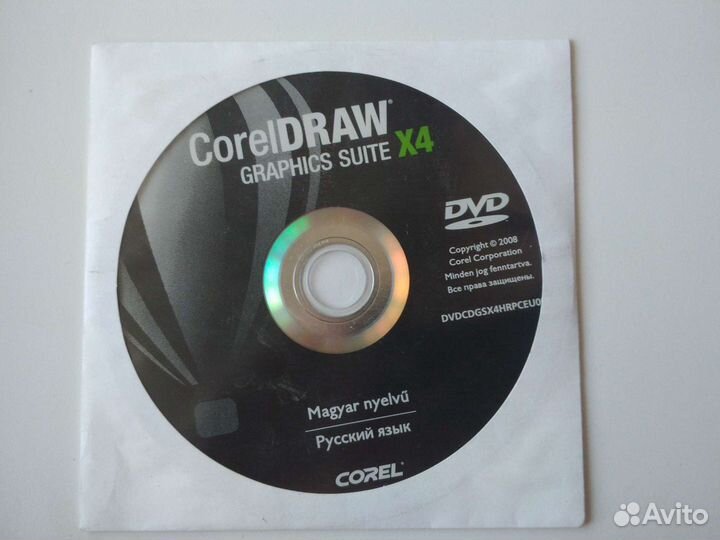 CorelDRAW®
GRAPHICS SUITE X4
DVD
Copyright © 2008
Corel Corporation
Minden jog fenntartva.
Все права защищены.
DVDCDGSX4HRPCEU0
Magyar nyelvű
Русский язык
COREL®
Avito